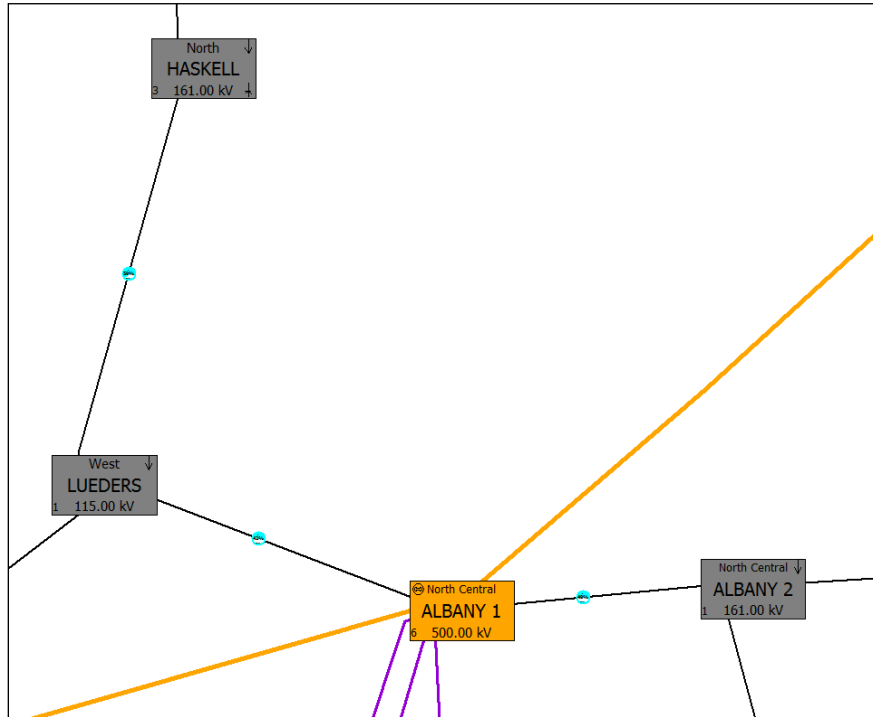 North
HASKELL
3 161.00 kV
West
LUEDERS
1 115.00 kV
North Central
ALBANY 1
6 500.00 kV
North Central
ALBANY 2
1 161.00 kV